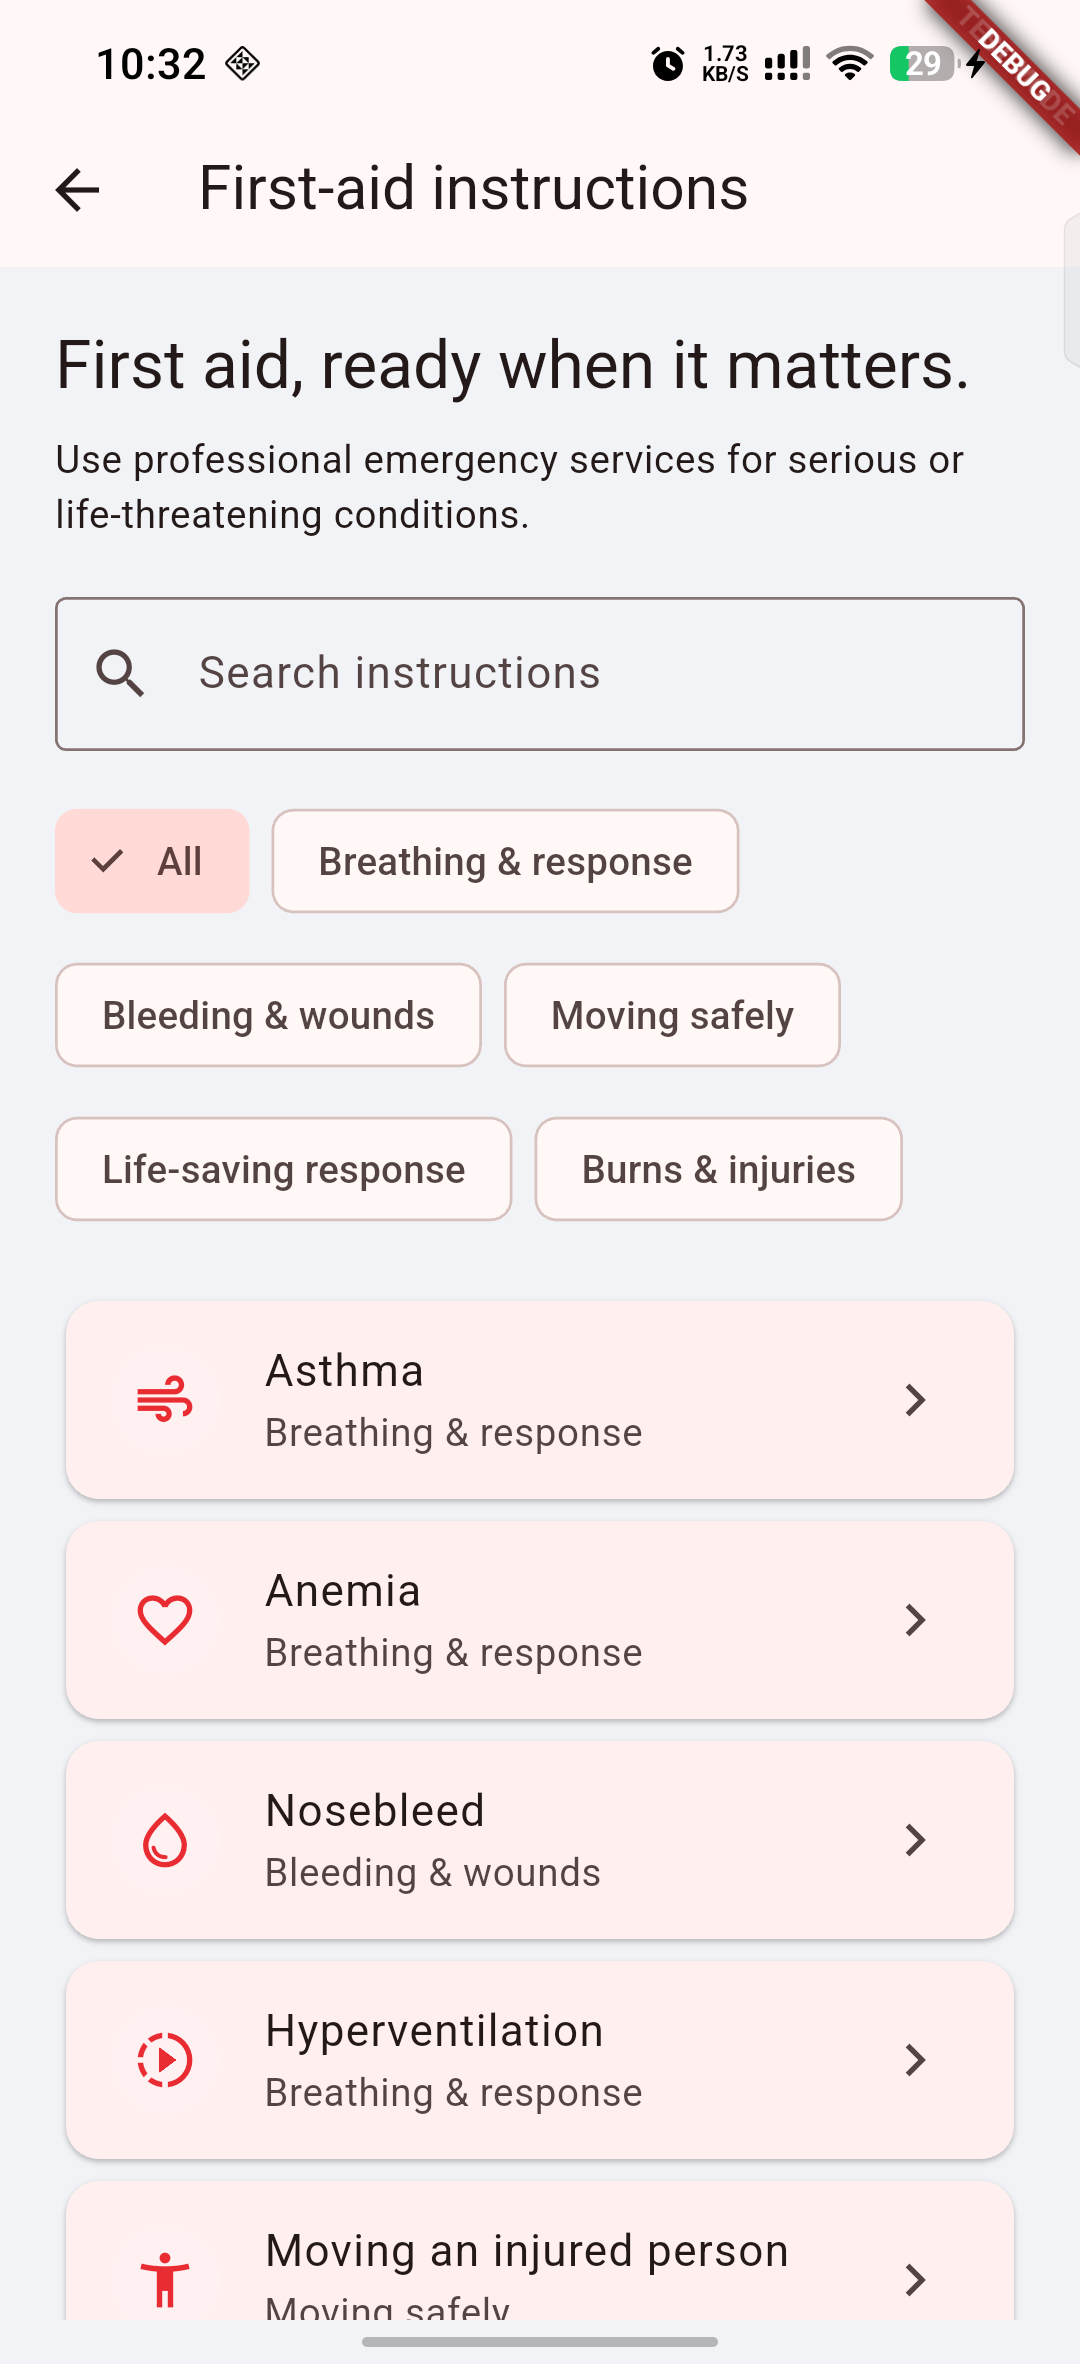 10:32
1.73
KB/S
29
DEBUG
First-aid instructions
First aid, ready when it matters.
Use professional emergency services for serious or
life-threatening conditions.
Search instructions
All
Breathing & response
Bleeding & wounds
Moving safely
Life-saving response
Burns & injuries
Asthma
Breathing & response
Anemia
Breathing & response
Nosebleed
Bleeding & wounds
Hyperventilation
Breathing & response
Moving an injured person
Moving safely